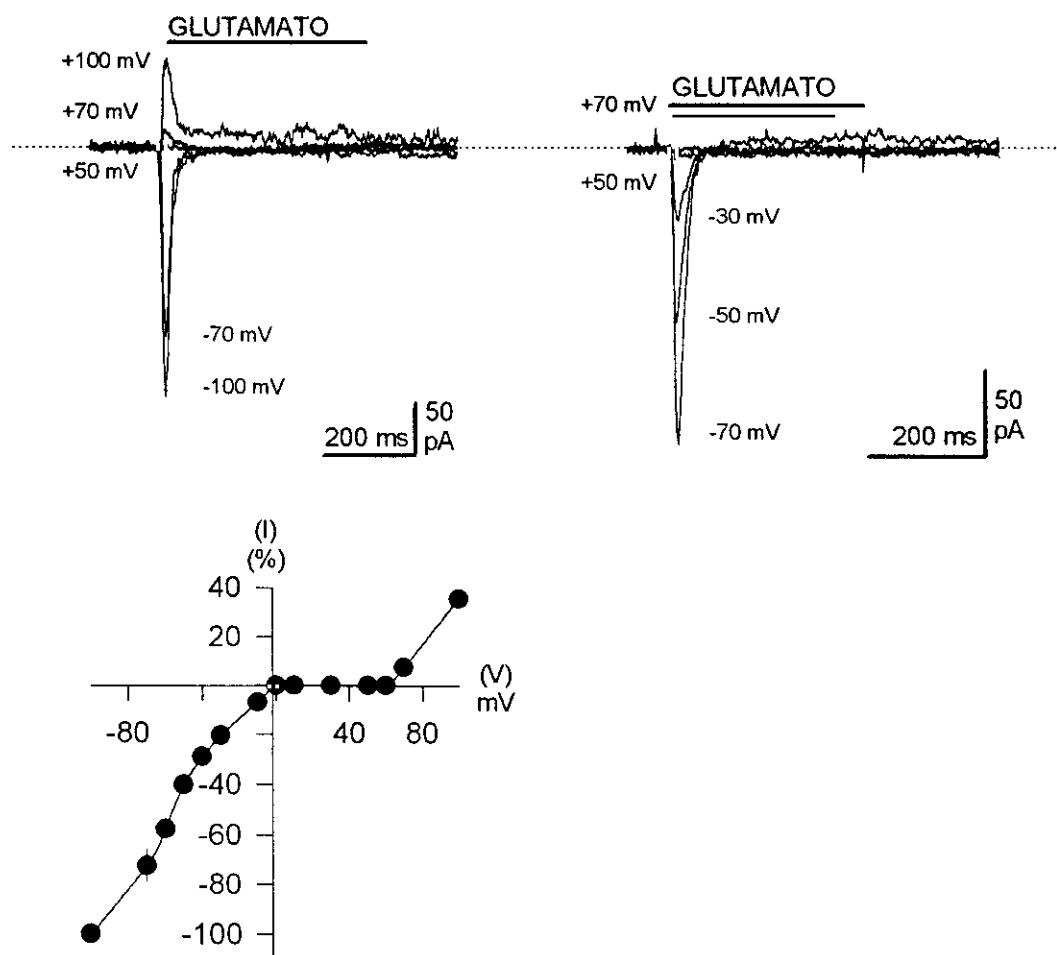 GLUTAMATO
+100 mV
+70 mV
+50 mV
-70 mV
-100 mV
200 ms
50
pA
GLUTAMATO
+70 mV
+50 mV
-30 mV
-50 mV
-70 mV
200 ms
50
pA
(I)
(%)
40
20
(V)
mV
-80
40
80
-40
-60
-80
-100